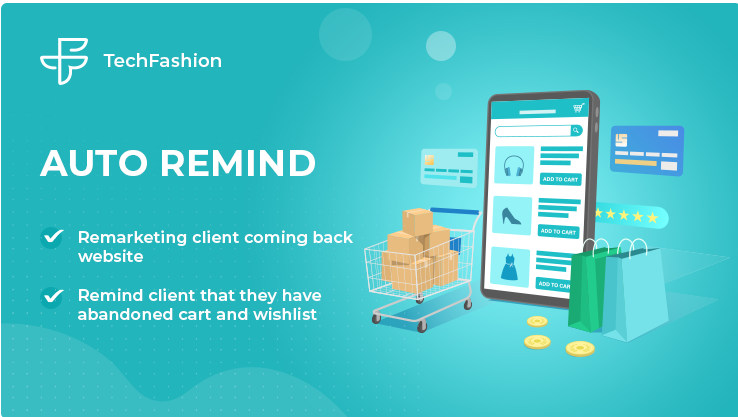 TechFashion
AUTO REMIND
Remarketing client coming back
website
Remind client that they have
abandoned cart and wishlist
ADD TO CART
ADD TO CART
ADD TO CAR